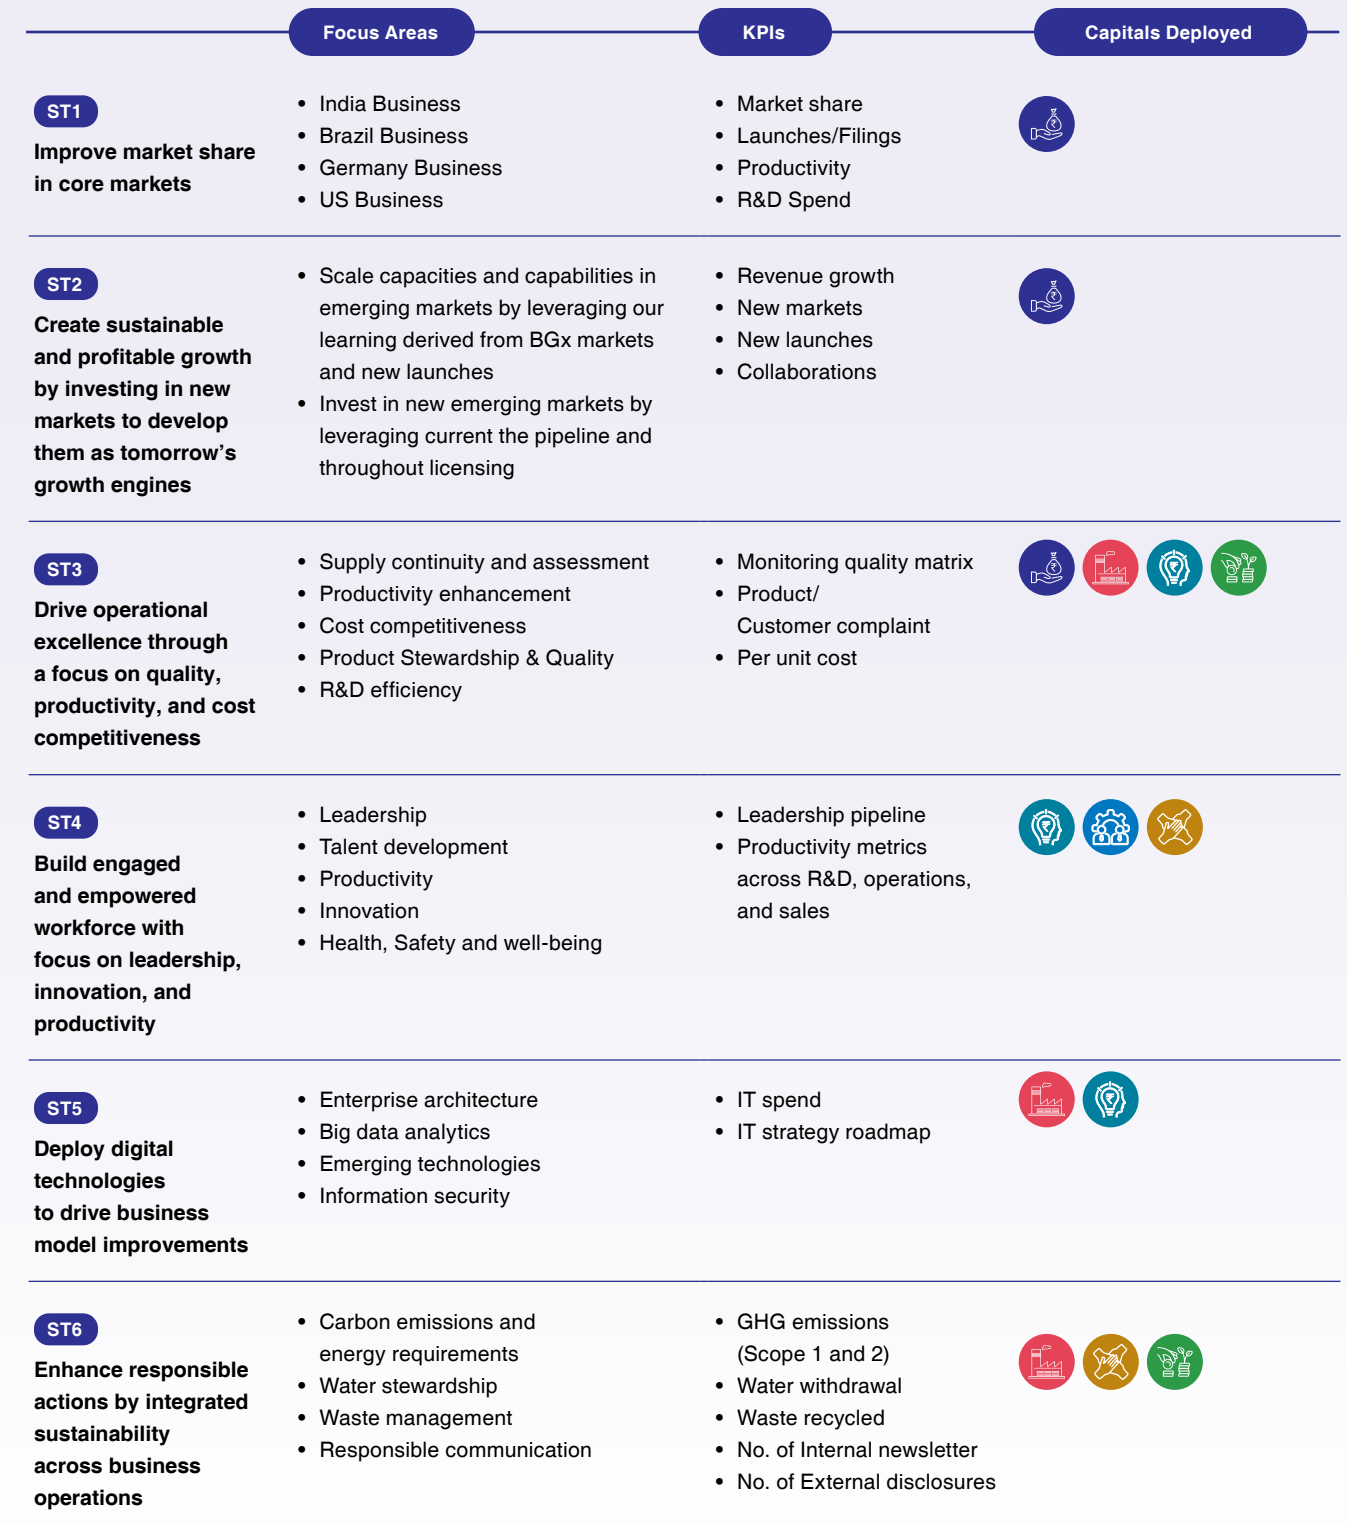 Focus Areas
KPIs
Capitals Deployed
ST1
Improve market share
in core markets
• India Business
• Brazil Business
• Germany Business
• US Business
• Market share
• Launches/Filings
• Productivity
• R&D Spend
ST2
Create sustainable
and profitable growth
by investing in new
markets to develop
them as tomorrow's
growth engines
• Scale capacities and capabilities in
emerging markets by leveraging our
learning derived from BGx markets
and new launches
• Invest in new emerging markets by
leveraging current the pipeline and
throughout licensing
• Revenue growth
• New markets
• New launches
• Collaborations
ST3
Drive operational
excellence through
a focus on quality,
productivity, and cost
competitiveness
• Supply continuity and assessment
• Productivity enhancement
• Cost competitiveness
• Product Stewardship & Quality
• R&D efficiency
• Monitoring quality matrix
• Product/
Customer complaint
• Per unit cost
ST4
Build engaged
and empowered
workforce with
focus on leadership,
innovation, and
productivity
• Leadership
• Talent development
• Productivity
• Innovation
• Health, Safety and well-being
• Leadership pipeline
• Productivity metrics
across R&D, operations,
and sales
ST5
Deploy digital
technologies
to drive business
model improvements
• Enterprise architecture
• Big data analytics
• Emerging technologies
• Information security
• IT spend
• IT strategy roadmap
ST6
Enhance responsible
actions by integrated
sustainability
across business
operations
• Carbon emissions and
energy requirements
• Water stewardship
• Waste management
• Responsible communication
• GHG emissions
(Scope 1 and 2)
• Water withdrawal
• Waste recycled
• No. of Internal newsletter
• No. of External disclosures